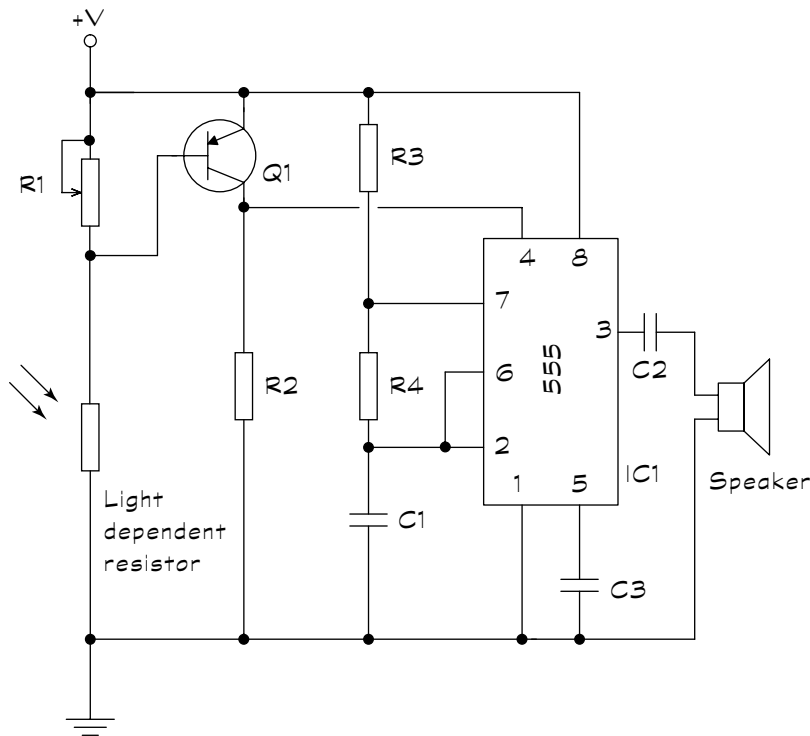 +V
R1
Q1
R3
4
8
7
3
6
555
C2
R2
R4
2
IC1
1
5
Speaker
Light
dependent
resistor
C1
C3